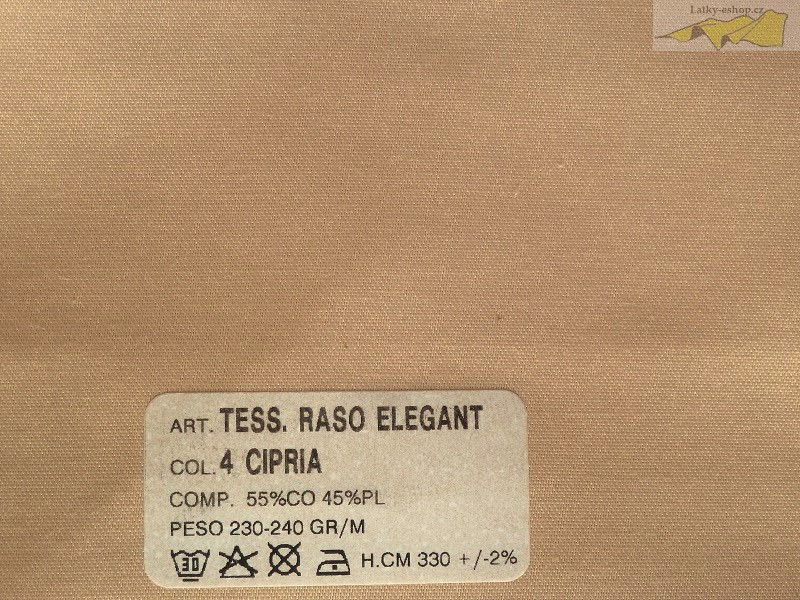 Latky-eshop.cz
ART. TESS. RASO ELEGANT
COL. 4 CIPRIA
COMP. 55%CO 45%PL
PESO 230-240 GR/M
30 H.CM 330 +/-2%